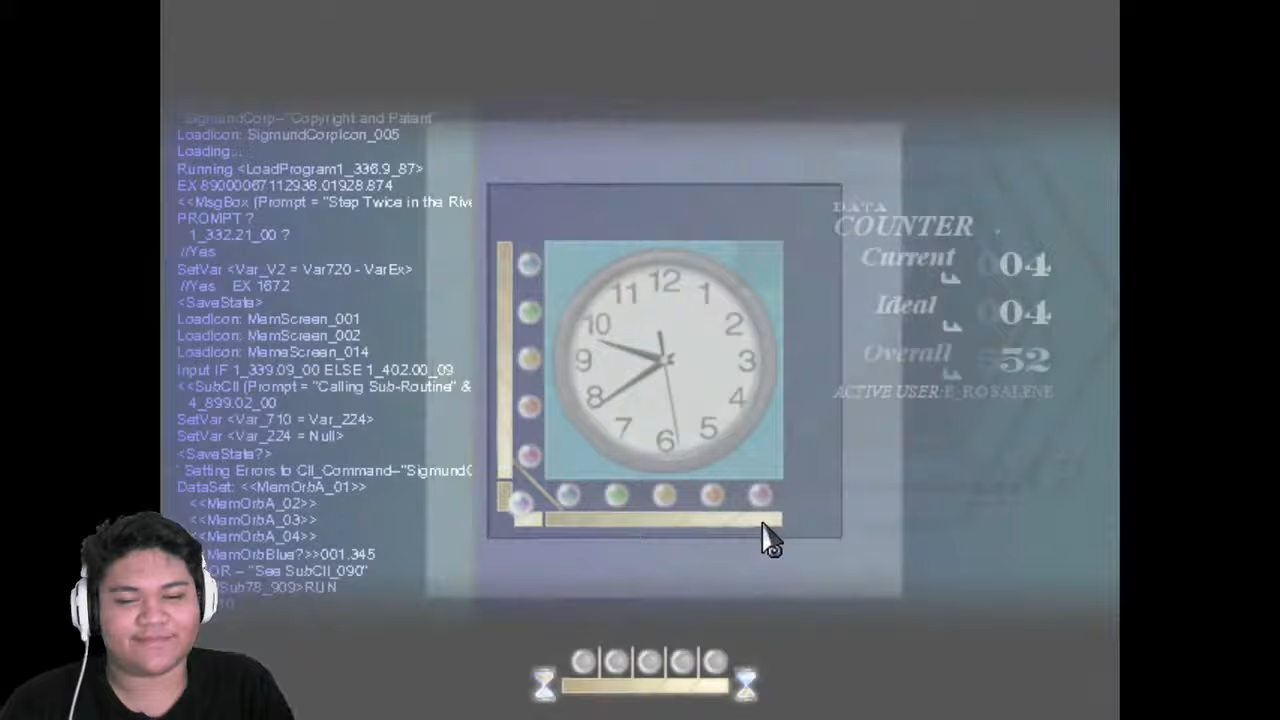 SigmundCorp-"Copyright and Patant"
LoadIcon: SigmundCorpIcon_005
Loading...
Running <LoadProgram1_336.9_87>
EX 89000067112938.01928.874
<<MsgBox (Prompt = "Step Twice in the Rive
PROMPT ?
1_332.21_00 ?
//Yes
SetVar <Var_V2 = Var720 - VarEx>
//Yes EX 1672
<SaveState>
LoadIcon: MemScreen_001
LoadIcon: MemScreen_002
LoadIcon: MemeScreen_014
Input IF 1_339.09_00 ELSE 1_402.00_09
<<SubCll (Prompt = "Calling Sub-Routine" &
4_899.02_00
SetVar <Var_710 = Var_224>
SetVar <Var_224 = Null>
<SaveState?>
' Setting Errors to Cll_Command-"Sigmund
DataSet: <<MemOrbA_01>>
<<MemOrbA_02>>
<<MemOrbA_03>>
<<MemOrbA_04>>
MemOrbBlue?>>001.345
OR - "See SubCll_090"
Sub78_909>RUN
12
11 1
10 2
9 3
8 4
7 5
6
DATA
COUNTER
Current 04
Ideal 04
Overall 52
ACTIVE USER:E_ROSALENE